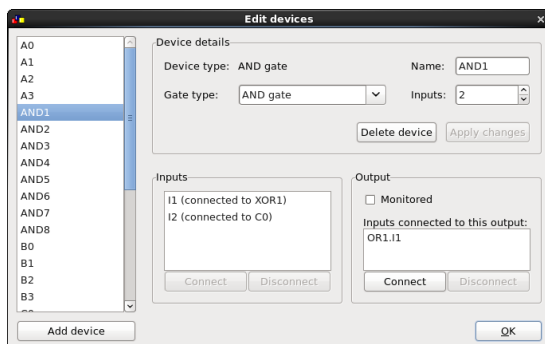 Edit devices
A0
A1
A2
A3
AND1
AND2
AND3
AND4
AND5
AND6
AND7
AND8
B0
B1
B2
B3
Add device
Device details
Device type: AND gate
Name: AND1
Gate type: AND gate
Inputs: 2
Delete device
Apply changes
Inputs
I1 (connected to XOR1)
I2 (connected to C0)
Connect
Disconnect
Output
Monitored
Inputs connected to this output:
OR1.I1
Connect
Disconnect
OK